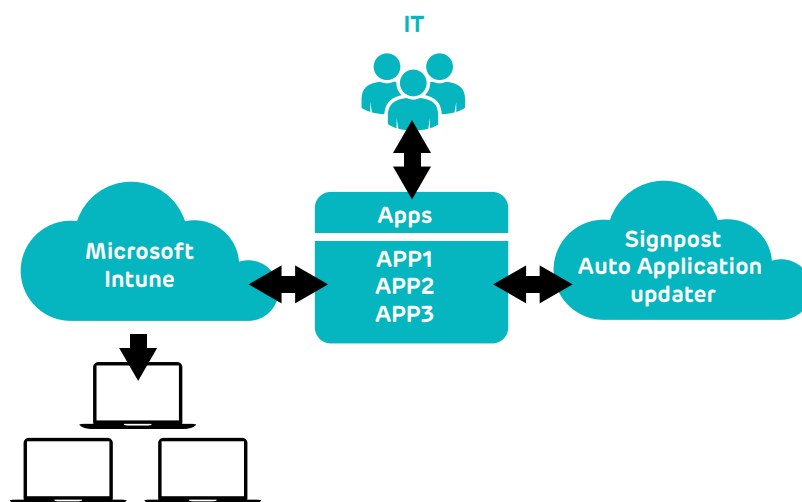 IT
Apps
APP1
APP2
APP3
Microsoft
Intune
Signpost
Auto Application
updater